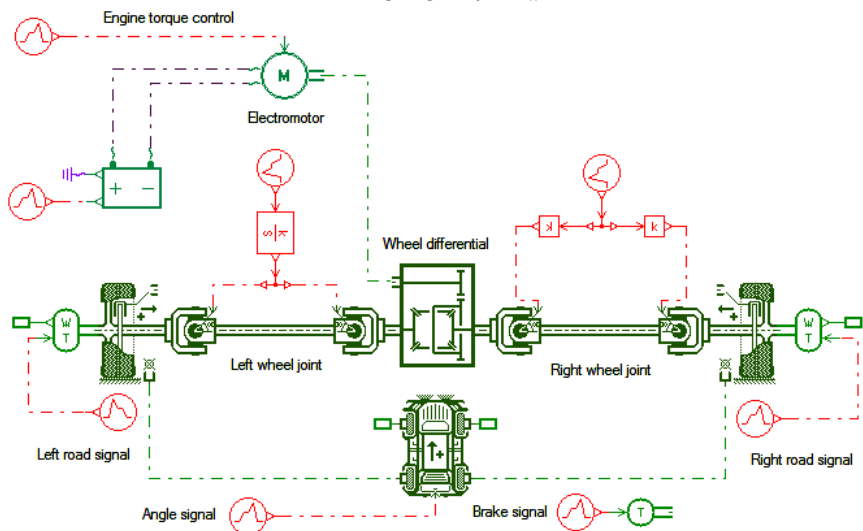 Engine torque control
M
Electromotor
+ −
k|s
k k
Wheel differential
W
T
W
T
Left wheel joint
Right wheel joint
Left road signal
Right road signal
+
Angle signal
Brake signal
T